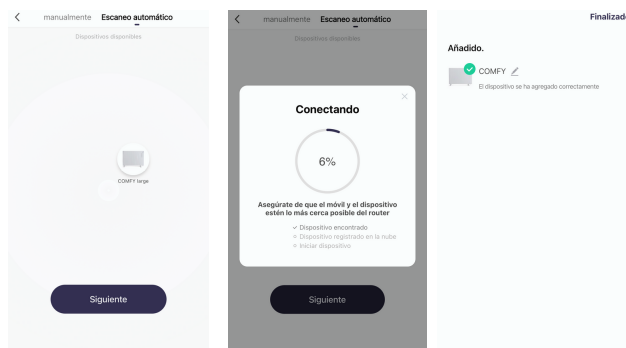 manualmente Escaneo automático
Dispositivos disponibles
COMFY large
Siguiente
manualmente Escaneo automático
Dispositivos disponibles
Conectando
6%
Asegúrate de que el móvil y el dispositivo
estén lo más cerca posible del router
Dispositivo encontrado
Dispositivo registrado en la nube
Iniciar dispositivo
Siguiente
Finalizado
Añadido.
COMFY
El dispositivo se ha agregado correctamente